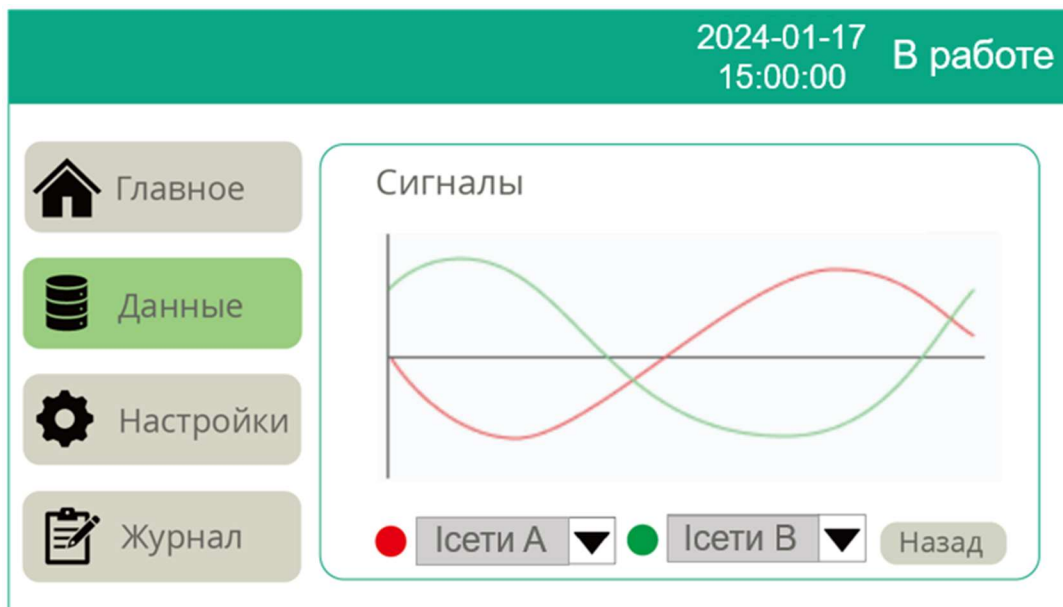 2024-01-17
15:00:00
В работе
Главное
Данные
Настройки
Журнал
Сигналы
Iсети A
Iсети B
Назад